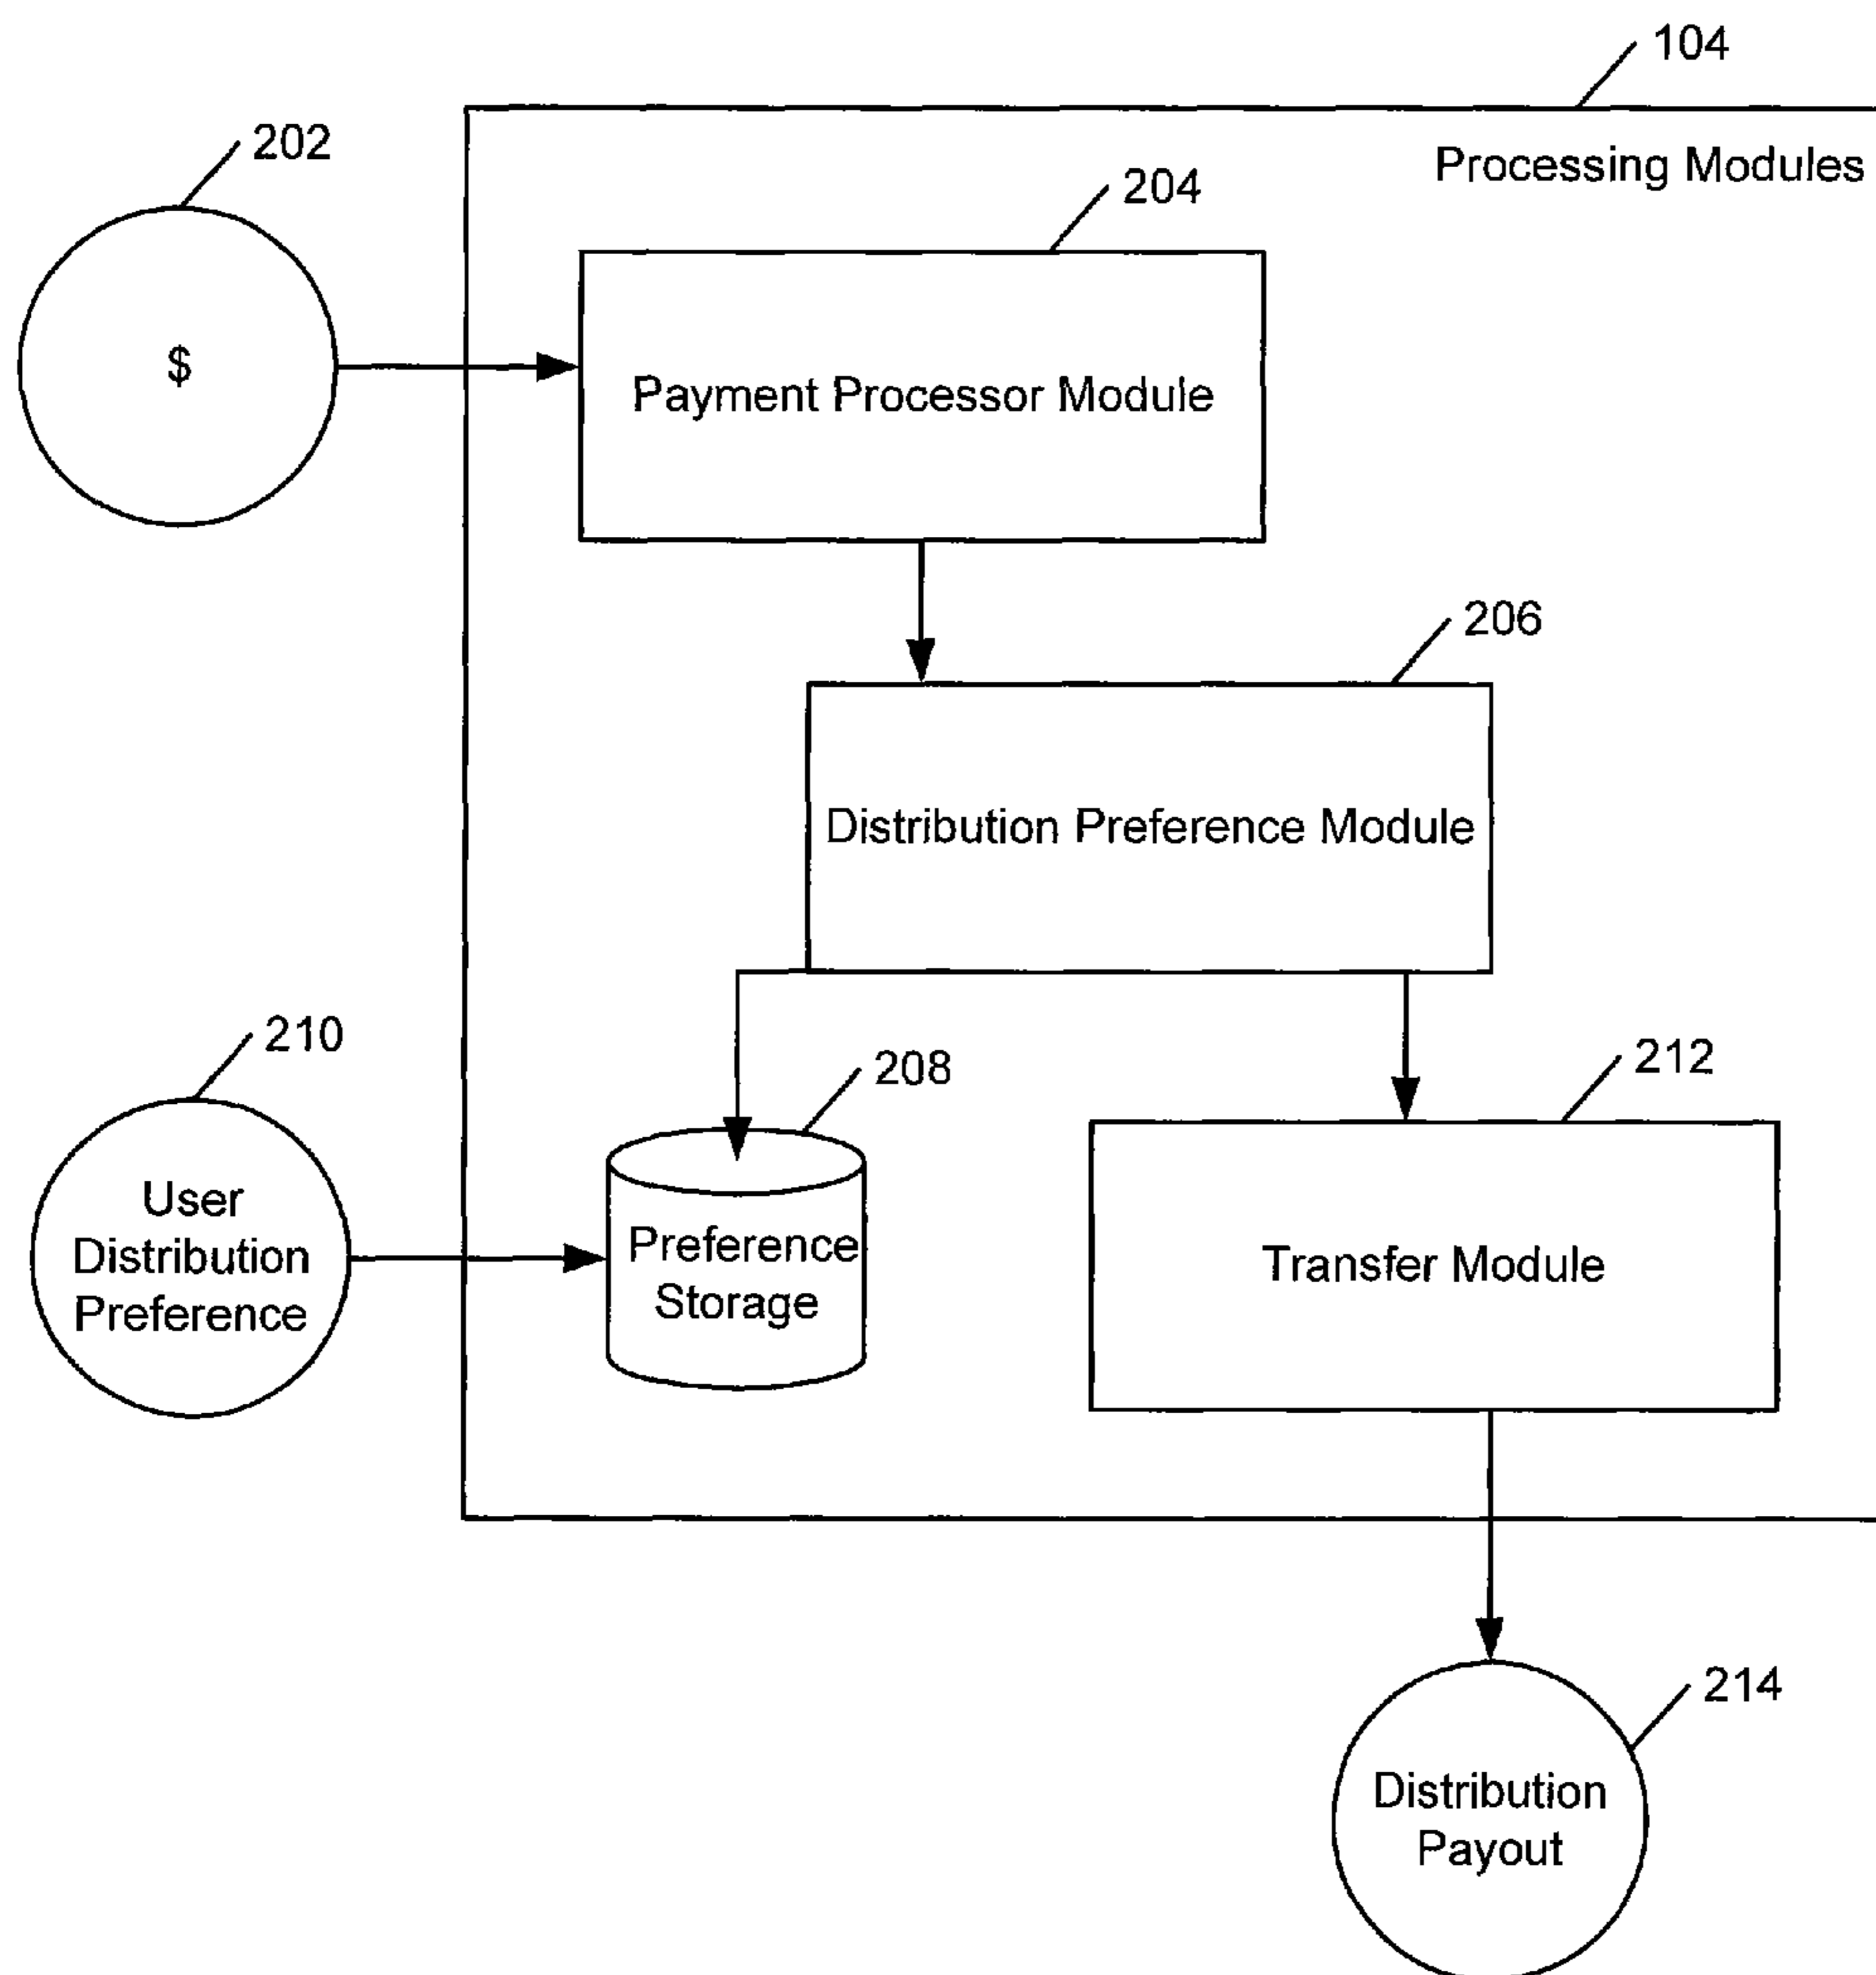 104
Processing Modules
202
$
204
Payment Processor Module
206
Distribution Preference Module
210
User
Distribution
Preference
208
Preference
Storage
212
Transfer Module
214
Distribution
Payout